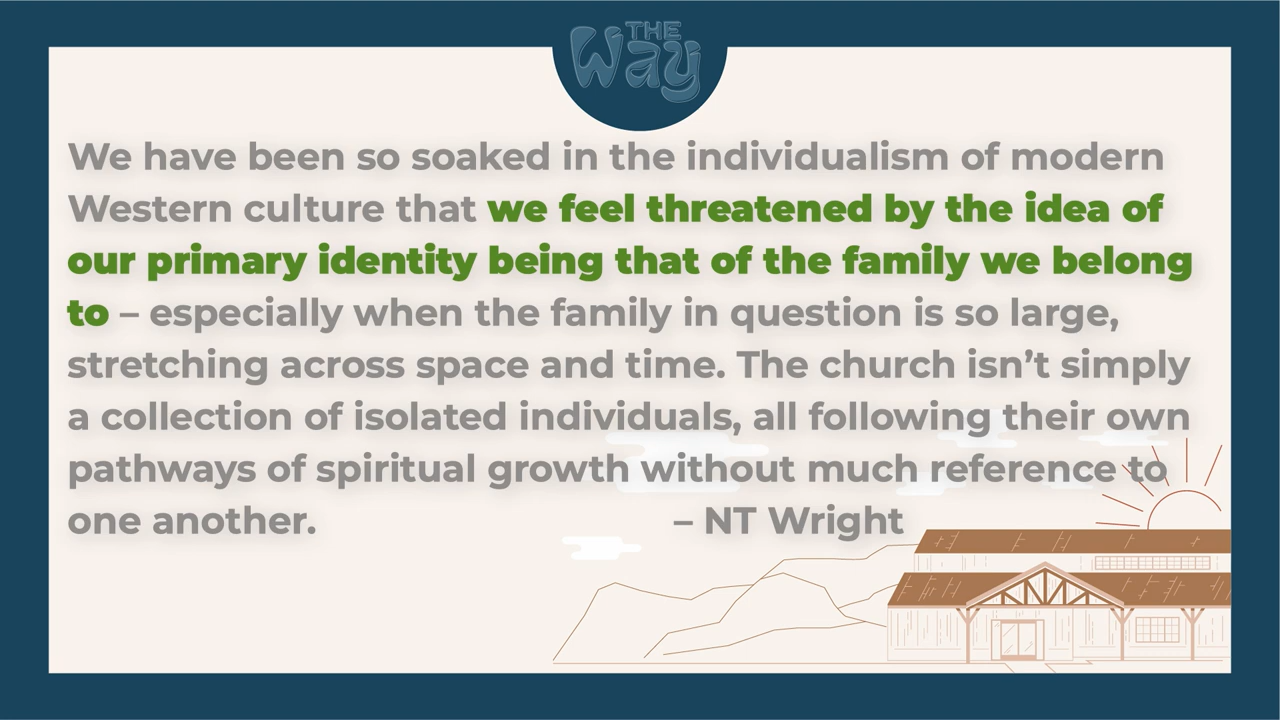 THE
Way
We have been so soaked in the individualism of modern
Western culture that we feel threatened by the idea of
our primary identity being that of the family we belong
to – especially when the family in question is so large,
stretching across space and time. The church isn’t simply
a collection of isolated individuals, all following their own
pathways of spiritual growth without much reference to
one another. – NT Wright